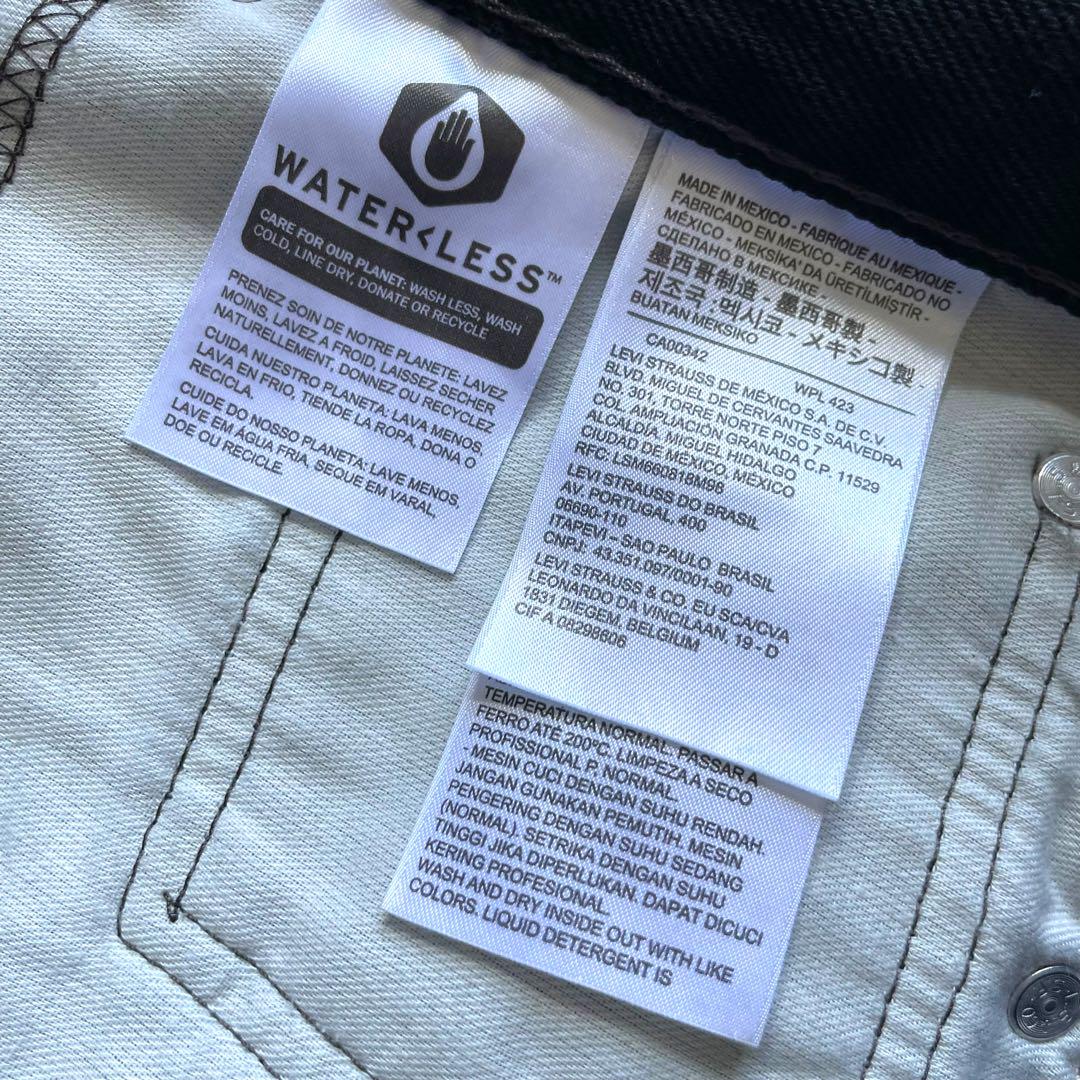 WATER<LESS™
CARE FOR OUR PLANET: WASH LESS, WASH
COLD, LINE DRY, DONATE OR RECYCLE
PRENEZ SOIN DE NOTRE PLANETE: LAVEZ
MOINS, LAVEZ A FROID, LAISSEZ SECHER
NATURELLEMENT, DONNEZ OU RECYCLEZ
CUIDA NUESTRO PLANETA: LAVA MENOS,
LAVA EN FRIO, TIENDE LA ROPA, DONA O
RECICLA.
CUIDE DO NOSSO PLANETA: LAVE MENOS,
LAVE EM ÁGUA FRIA, SEQUE EM VARAL,
DOE OU RECICLE.
MADE IN MEXICO - FABRIQUE AU MEXIQUE -
FABRICADO EN MEXICO - FABRICADO NO
MÉXICO - MEKSİKA' DA ÜRETİLMİŞTİR -
СДЕЛАНО В МЕКСИКЕ -
墨西哥制造 - 墨西哥製 -
제조국 : 멕시코 - メキシコ製 -
BUATAN MEKSIKO
CA00342 WPL 423
LEVI STRAUSS DE MÉXICO S.A. DE C.V.
BLVD. MIGUEL DE CERVANTES SAAVEDRA
NO. 301, TORRE NORTE PISO 7
COL. AMPLIACIÓN GRANADA C.P. 11529
ALCALDÍA, MIGUEL HIDALGO
CIUDAD DE MÉXICO, MÉXICO
RFC: LSM660818M98
LEVI STRAUSS DO BRASIL
AV. PORTUGAL, 400
06690-110
ITAPEVI – SAO PAULO BRASIL
CNPJ: 43.351.097/0001-90
LEVI STRAUSS & CO. EU SCA/CVA
LEONARDO DA VINCILAAN, 19 - D
1831 DIEGEM, BELGIUM
CIF A 08298606
TEMPERATURA NORMAL. PASSAR A
FERRO ATÉ 200ºC. LIMPEZA A SECO
PROFISSIONAL P, NORMAL.
- MESIN CUCI DENGAN SUHU RENDAH.
JANGAN GUNAKAN PEMUTIH. MESIN
PENGERING DENGAN SUHU SEDANG
(NORMAL). SETRIKA DENGAN SUHU
TINGGI JIKA DIPERLUKAN. DAPAT DICUCI
KERING PROFESIONAL.
WASH AND DRY INSIDE OUT WITH LIKE
COLORS. LIQUID DETERGENT IS